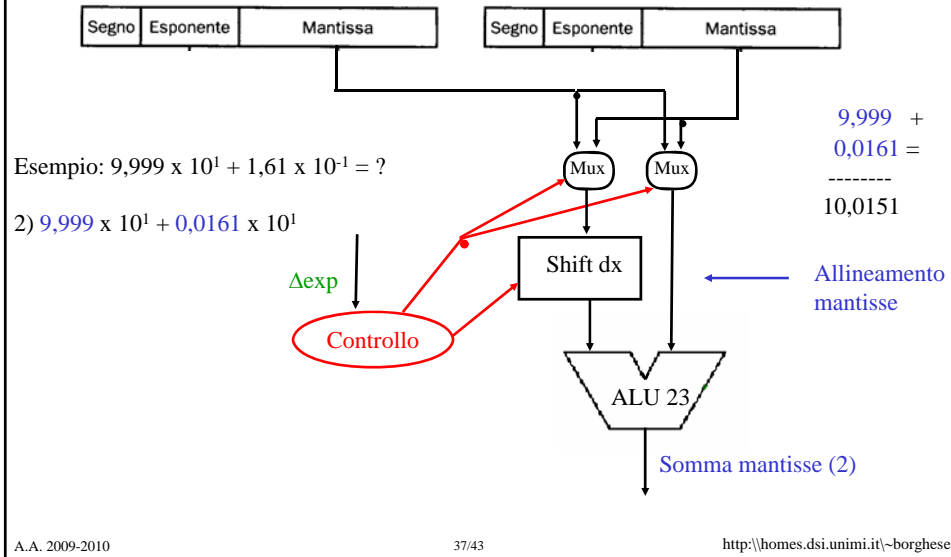 Segno Esponente Mantissa
Segno Esponente Mantissa
9,999 +
0,0161 =
--------
10,0151
Esempio: 9,999 x 10¹ + 1,61 x 10⁻¹ = ?
Mux
Mux
2) 9,999 x 10¹ + 0,0161 x 10¹
Shift dx
Δexp
Allineamento
mantisse
Controllo
ALU 23
Somma mantisse (2)
A.A. 2009-2010
37/43
http:\\homes.dsi.unimi.it\~borghese